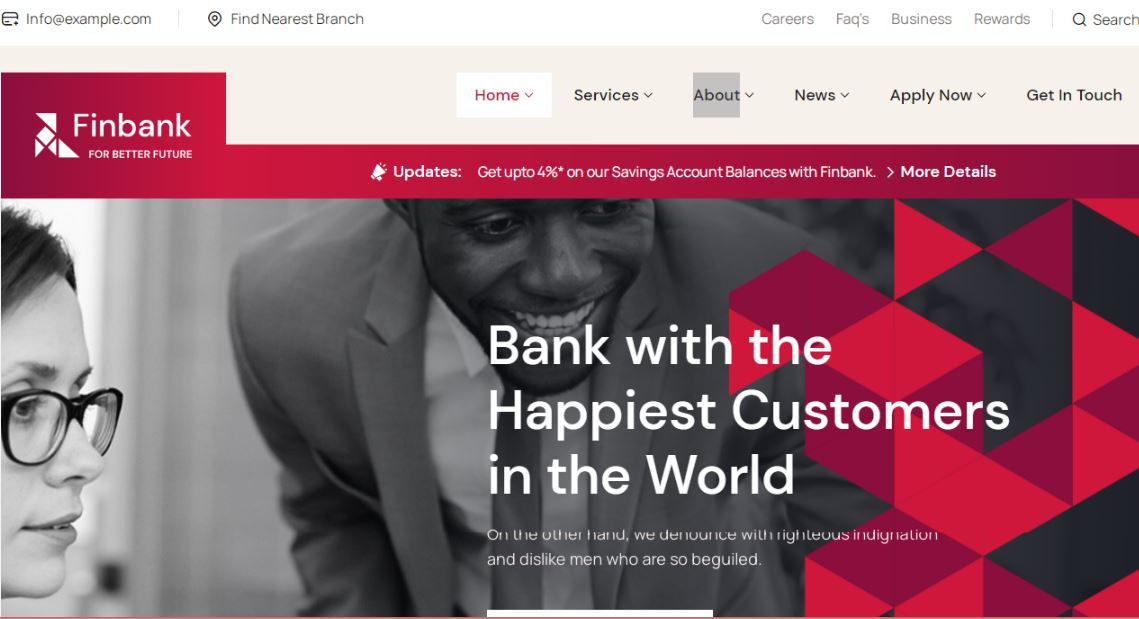 Info@example.com Find Nearest Branch Careers Faq's Business Rewards Search
Home Services About News Apply Now Get In Touch
Finbank
FOR BETTER FUTURE
Updates: Get upto 4%* on our Savings Account Balances with Finbank. More Details
Bank with the
Happiest Customers
in the World
On the other hand, we denounce with righteous indignation
and dislike men who are so beguiled.